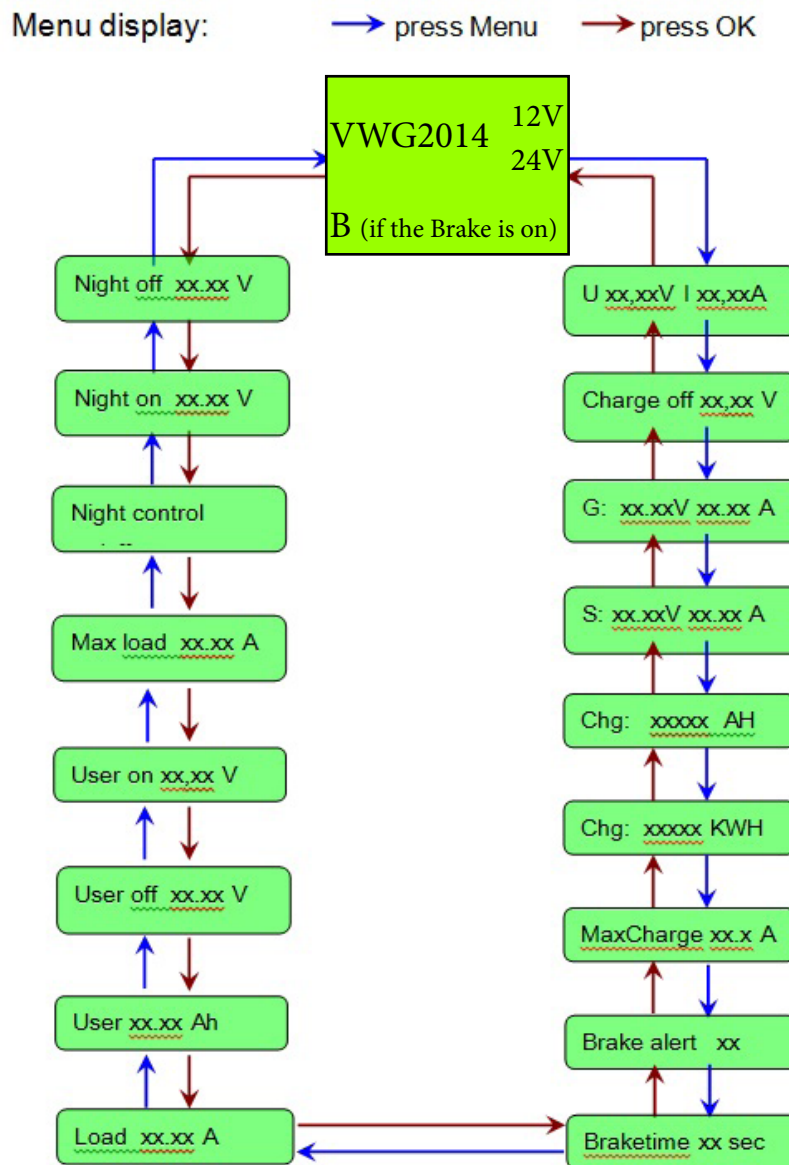 Menu display:
press Menu
press OK
VWG2014
12V
24V
B (if the Brake is on)
Night off xx.xx V
Night on xx.xx V
Night control
Max load xx.xx A
User on xx,xx V
User off xx.xx V
User xx.xx Ah
Load xx.xx A
U xx,xxV I xx,xxA
Charge off xx,xx V
G: xx.xxV xx.xx A
S: xx.xxV xx.xx A
Chg: xxxxx AH
Chg: xxxxx KWH
MaxCharge xx.x A
Brake alert xx
Braketime xx sec